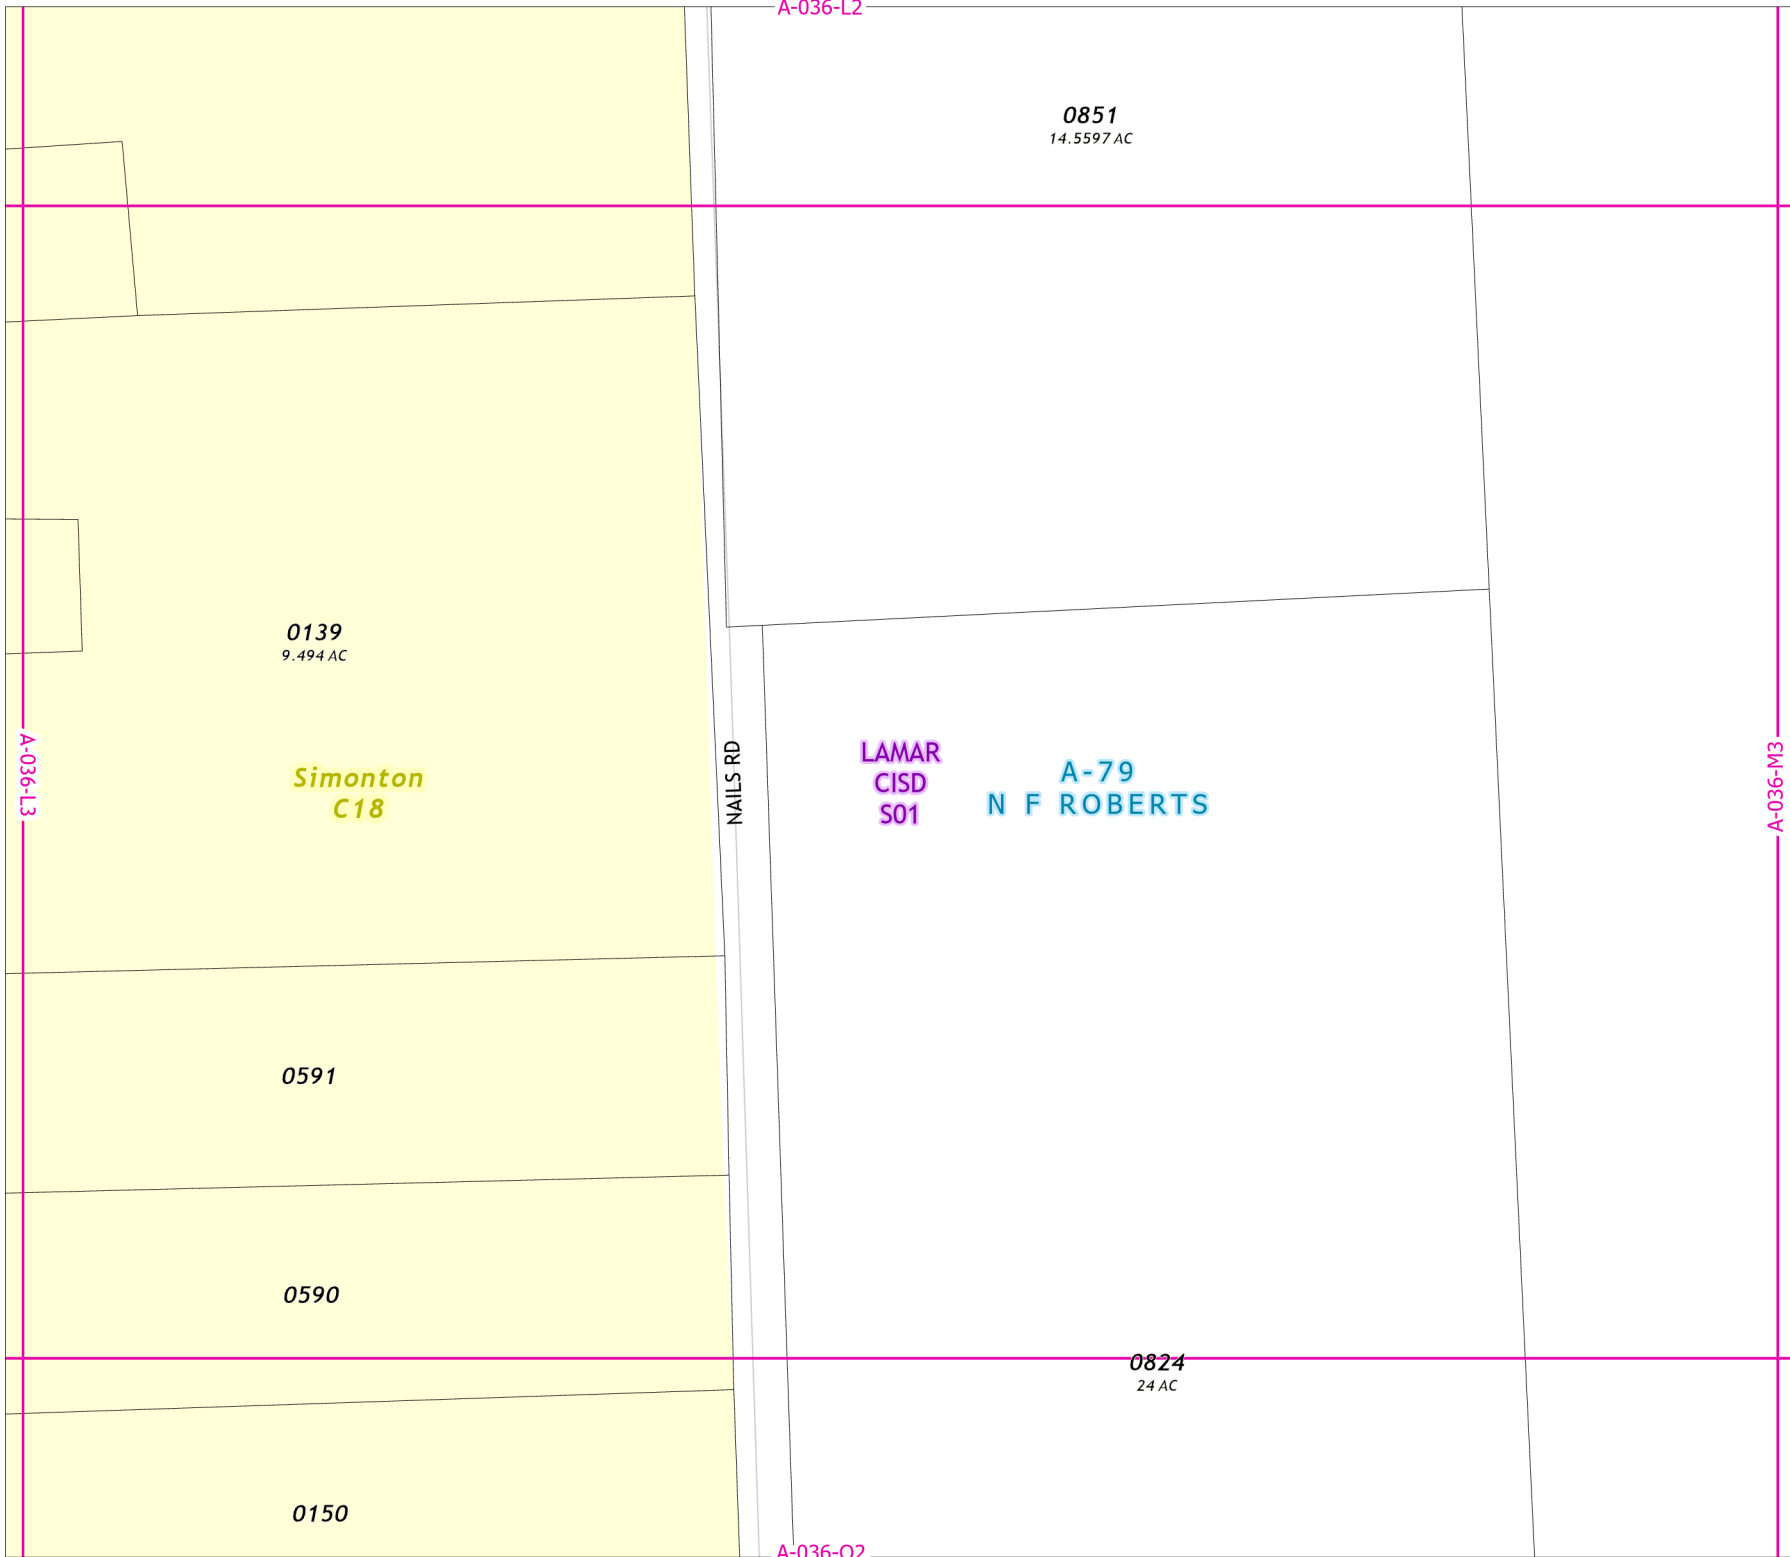 A-036-L2
0851
14.5597 AC
0139
9.494 AC
A-036-L3
Simonton
C18
NAILS RD
LAMAR
CISD
S01
A-79
N F ROBERTS
A-036-M3
0591
0590
0824
24 AC
0150
A-036-Q2